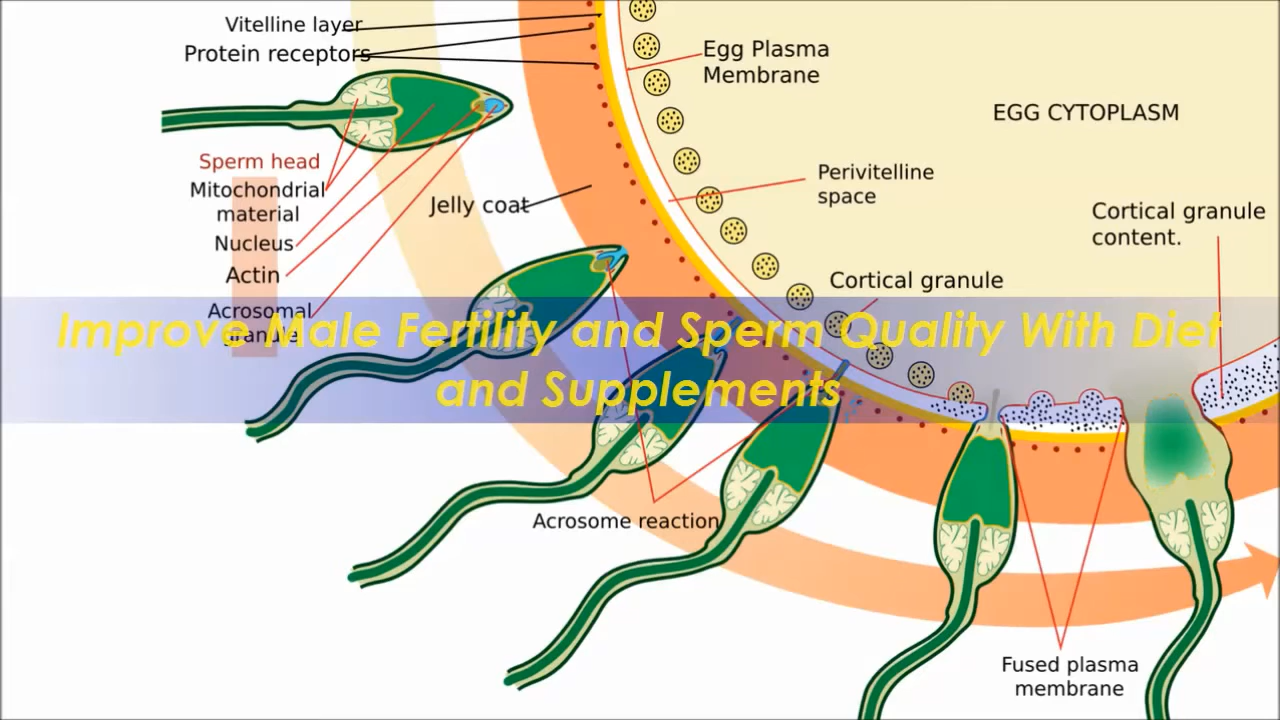 Vitelline layer
Protein receptors
Egg Plasma
Membrane
EGG CYTOPLASM
Sperm head
Mitochondrial
material
Nucleus
Actin
Acrosomal
granule
Jelly coat
Perivitelline
space
Cortical granule
content.
Cortical granule
Improve Male Fertility and Sperm Quality With Diet
and Supplements
Acrosome reaction
Fused plasma
membrane